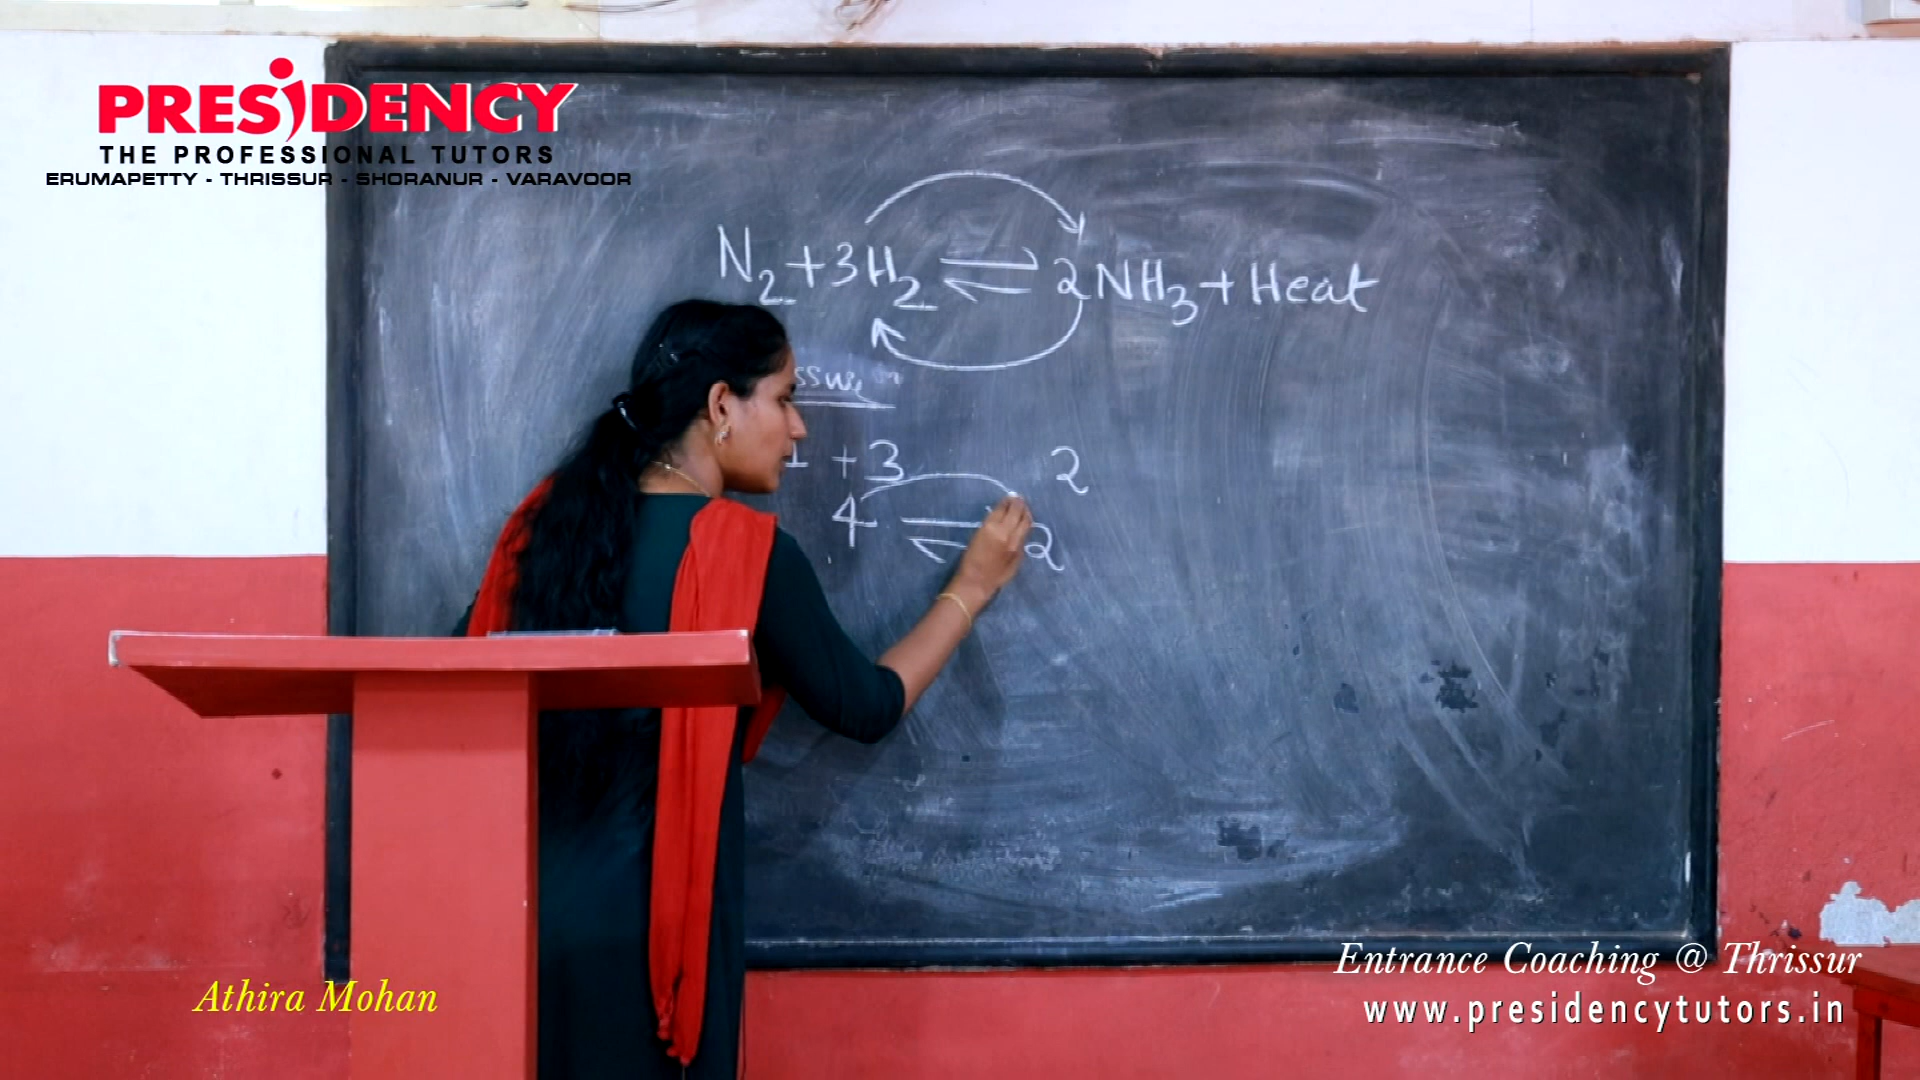 PRESiDENCY
THE PROFESSIONAL TUTORS
ERUMAPETTY - THRISSUR - SHORANUR - VARAVOOR
N₂+3H₂ ⇌ 2NH₃+Heat
ssure
1 +3 2
4 ⇌ 2
Athira Mohan
Entrance Coaching @ Thrissur
www.presidencytutors.in